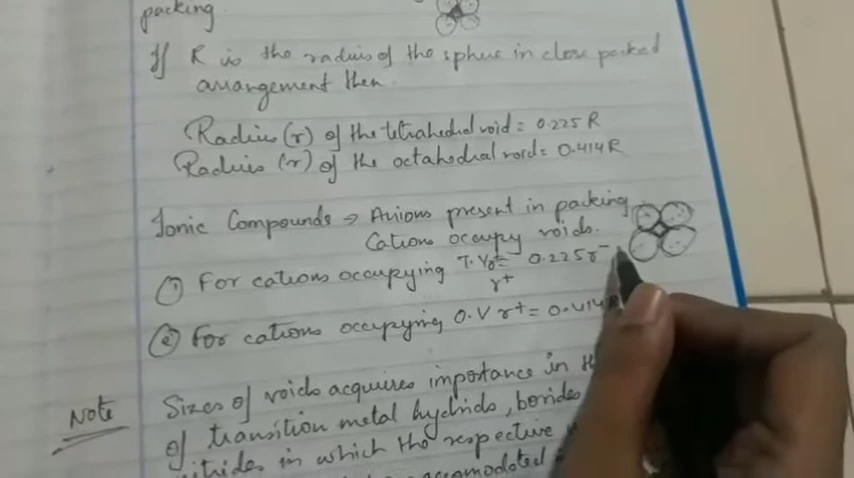 packing
If R is the radius of the sphere in close packed
arrangement then.
Radius (r) of the tetrahedral void = 0.225 R
Radius (r) of the octahedral void = 0.414 R
Ionic Compounds ⇒ Anions present in packing
Cations occupy voids.
① For cations occupying T.V = 0.225 r⁻
r⁺
② For cations occupying O.V r⁺ = 0.414
Note
Sizes of voids acquires importance in
of transition metal hydrids, borides
in which the respective
accomodated